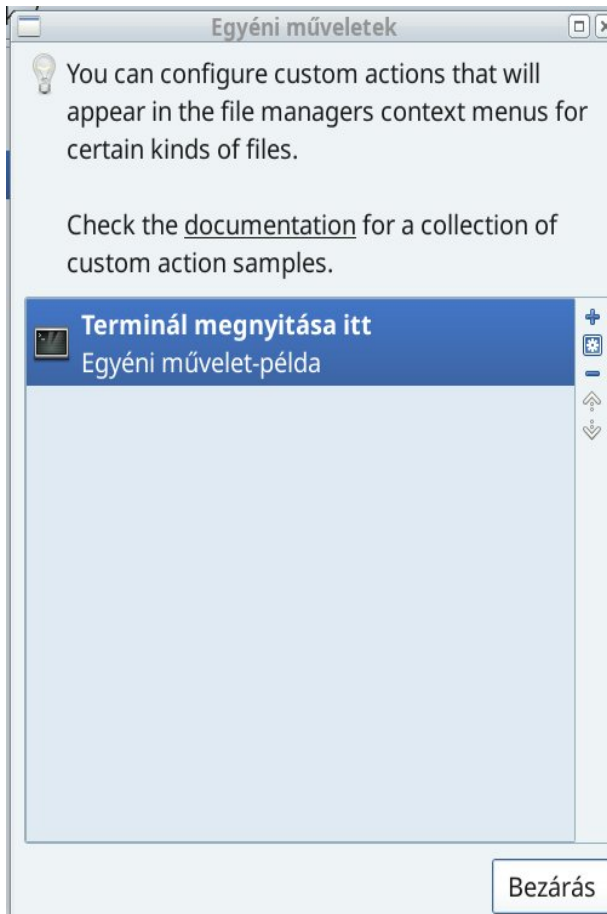 Egyéni műveletek
You can configure custom actions that will
appear in the file managers context menus for
certain kinds of files.
Check the documentation for a collection of
custom action samples.
Terminál megnyitása itt
Egyéni művelet-példa
Bezárás